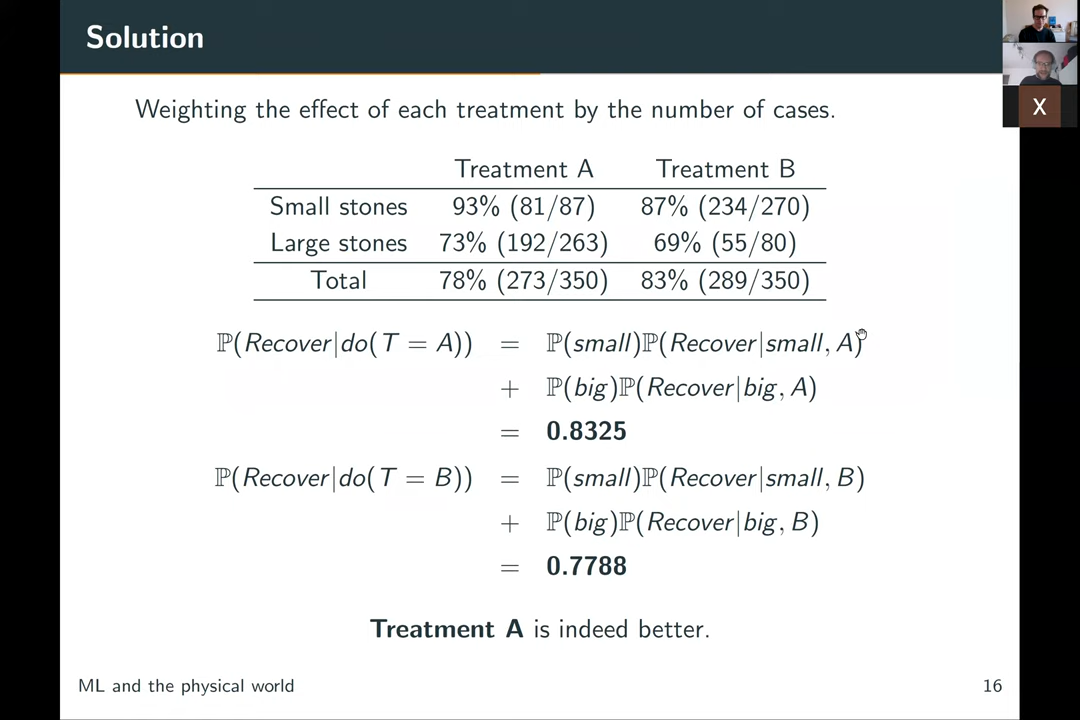 Solution
X
Weighting the effect of each treatment by the number of cases.
Treatment A Treatment B
Small stones 93% (81/87) 87% (234/270)
Large stones 73% (192/263) 69% (55/80)
Total 78% (273/350) 83% (289/350)
ℙ(Recover|do(T = A)) = ℙ(small)ℙ(Recover|small, A)
+ ℙ(big)ℙ(Recover|big, A)
= 0.8325
ℙ(Recover|do(T = B)) = ℙ(small)ℙ(Recover|small, B)
+ ℙ(big)ℙ(Recover|big, B)
= 0.7788
Treatment A is indeed better.
ML and the physical world 16